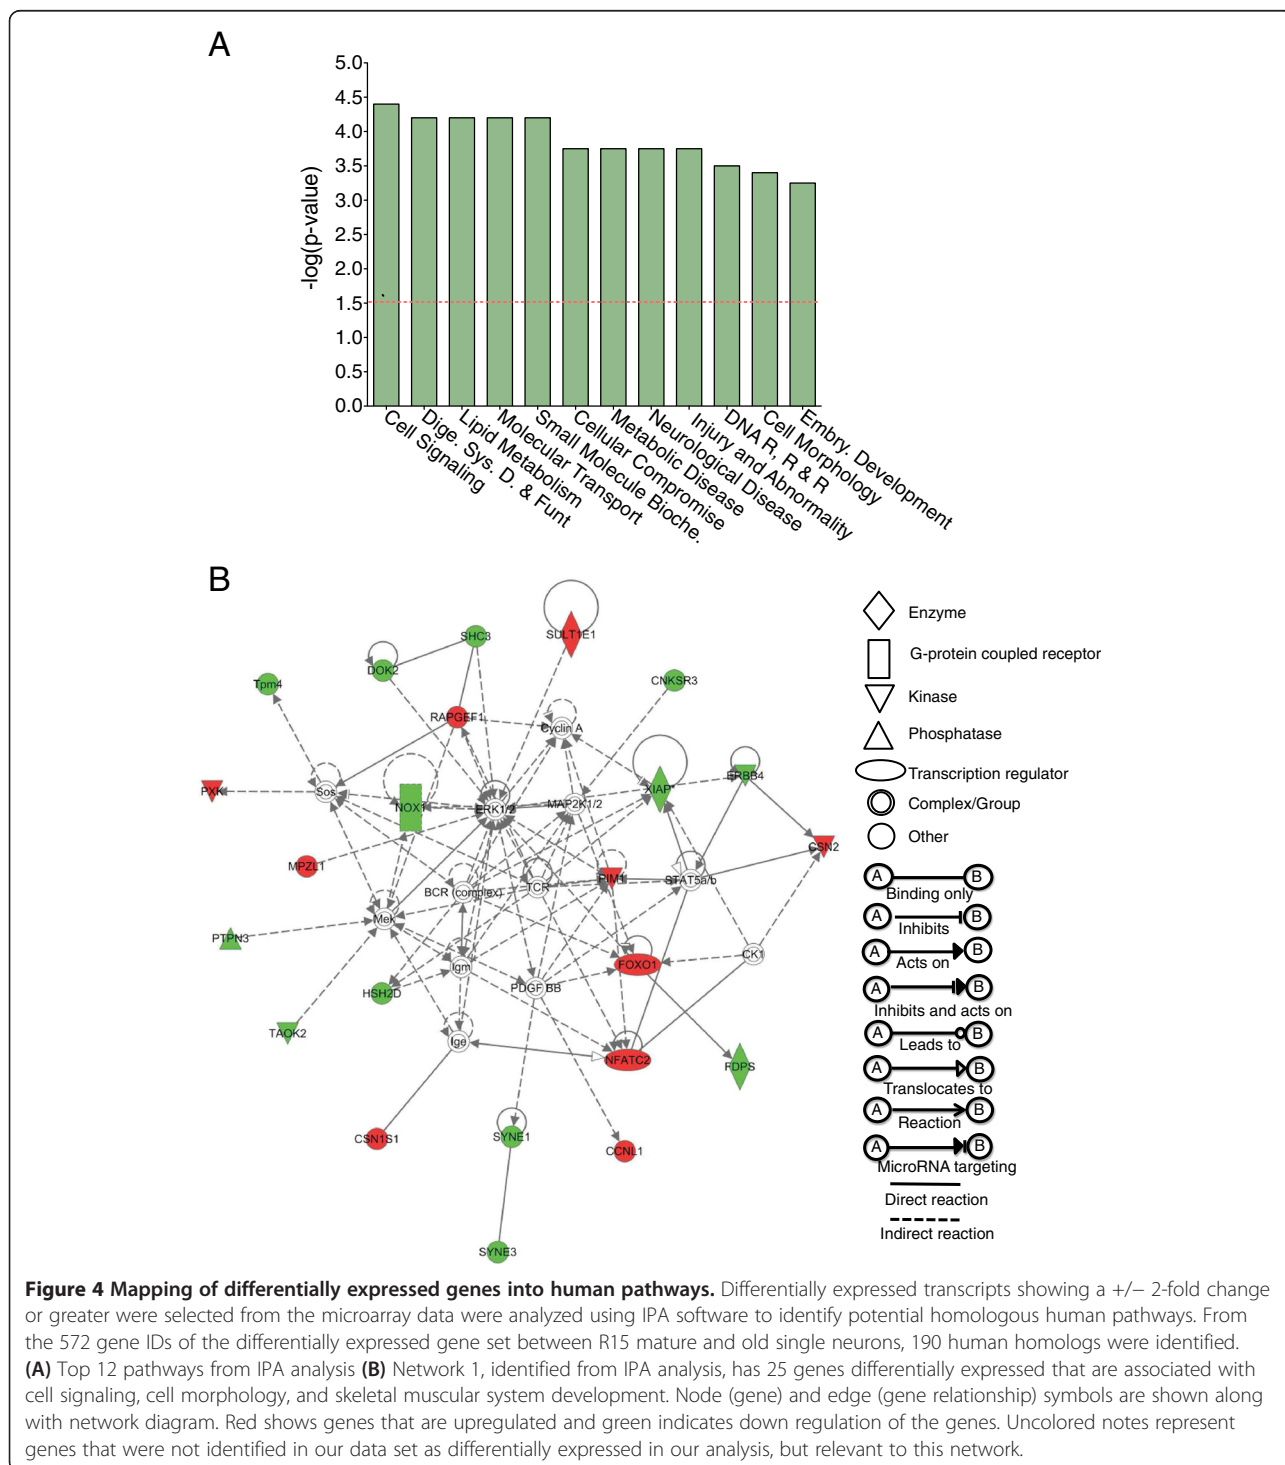 A
5.0
4.5
4.0
3.5
3.0
2.5
2.0
1.5
1.0
0.5
0.0
-log(p-value)
Cell Signaling
Dige. Sys. D. & Funt
Lipid Metabolism
Molecular Transport
Small Molecule Bioche.
Cellular Compromise
Metabolic Disease
Neurological Disease
Injury and Abnormality
DNA R, R & R
Cell Morphology
Embry. Development
B
SULT1E1
SHC3
DOK2
CNKSR3
Tpm4
RAPGEF1
Cyclin A
PXK
Sos
NOX1
ERK1/2
MAP2K1/2
XIAP*
ERBB4
CSN2
MPZL1
BCR (complex)
TCR
PIM1
STAT5a/b
Mek
PTPN3
Igm
FOXO1
CK1
HSH2D
PDGF BB
TAOK2
Ige
NFATC2
FDPS
CSN1S1
SYNE1
CCNL1
SYNE3
Enzyme
G-protein coupled receptor
Kinase
Phosphatase
Transcription regulator
Complex/Group
Other
A B
Binding only
A B
Inhibits
A B
Acts on
A B
Inhibits and acts on
A B
Leads to
A B
Translocates to
A B
Reaction
A B
MicroRNA targeting
Direct reaction
Indirect reaction
Figure 4 Mapping of differentially expressed genes into human pathways. Differentially expressed transcripts showing a +/− 2-fold change
or greater were selected from the microarray data were analyzed using IPA software to identify potential homologous human pathways. From
the 572 gene IDs of the differentially expressed gene set between R15 mature and old single neurons, 190 human homologs were identified.
(A) Top 12 pathways from IPA analysis (B) Network 1, identified from IPA analysis, has 25 genes differentially expressed that are associated with
cell signaling, cell morphology, and skeletal muscular system development. Node (gene) and edge (gene relationship) symbols are shown along
with network diagram. Red shows genes that are upregulated and green indicates down regulation of the genes. Uncolored notes represent
genes that were not identified in our data set as differentially expressed in our analysis, but relevant to this network.